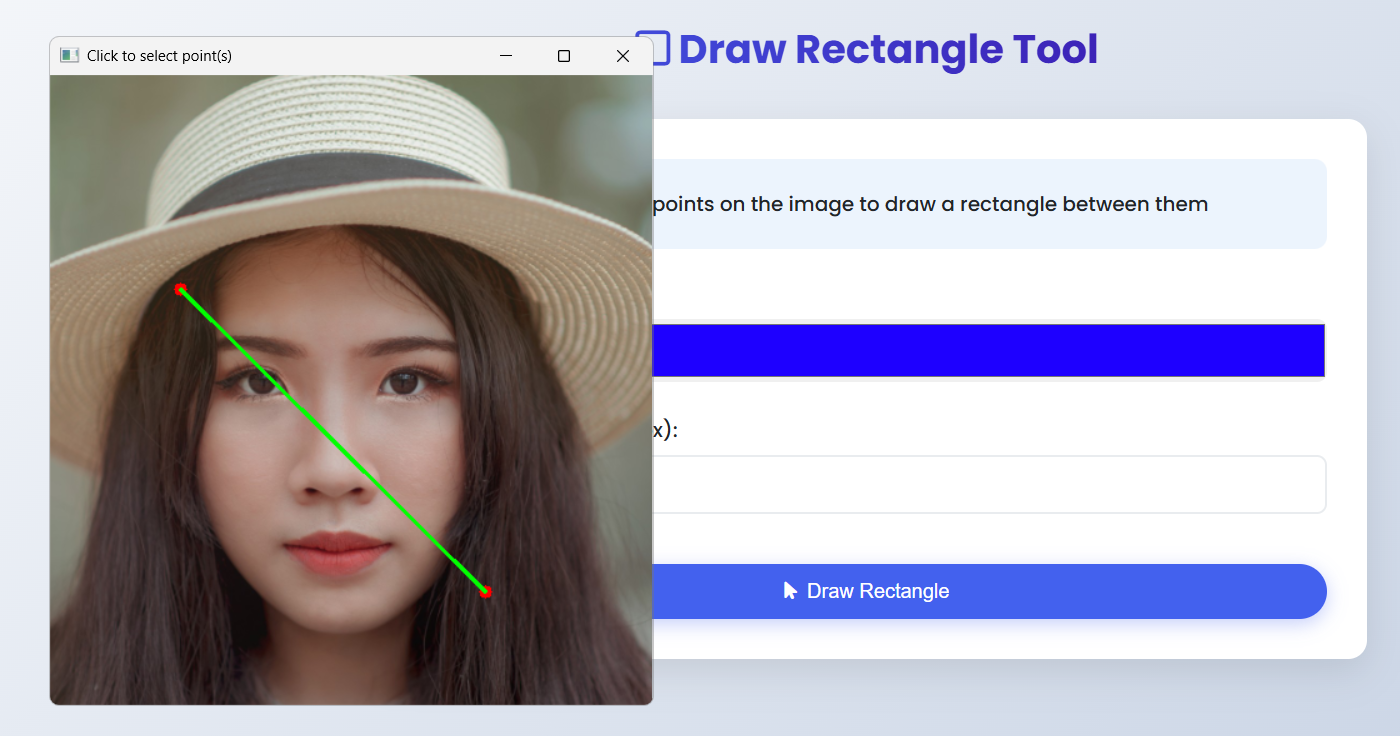 Click to select point(s)
Draw Rectangle Tool
points on the image to draw a rectangle between them
x):
Draw Rectangle